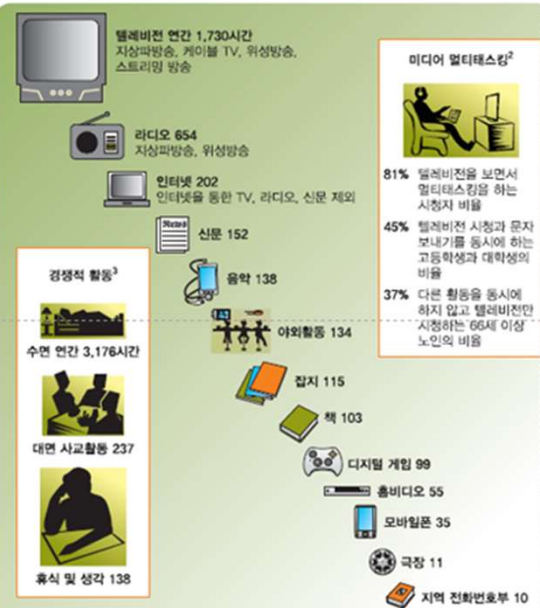 텔레비전 연간 1,730시간
지상파방송, 케이블 TV, 위성방송,
스트리밍 방송
라디오 654
지상파방송, 위성방송
인터넷 202
인터넷을 통한 TV, 라디오, 신문 제외
News
신문 152
음악 138
야외활동 134
잡지 115
책 103
디지털 게임 99
홈비디오 55
모바일폰 35
극장 11
지역 전화번호부 10
미디어 멀티태스킹2
81% 텔레비전을 보면서
멀티태스킹을 하는
시청자 비율
45% 텔레비전 시청과 문자
보내기를 동시에 하는
고등학생과 대학생의
비율
37% 다른 활동을 동시에
하지 않고 텔레비전만
시청하는 66세 이상
노인의 비율
경쟁적 활동3
수면 연간 3,176시간
대면 사교활동 237
휴식 및 생각 138